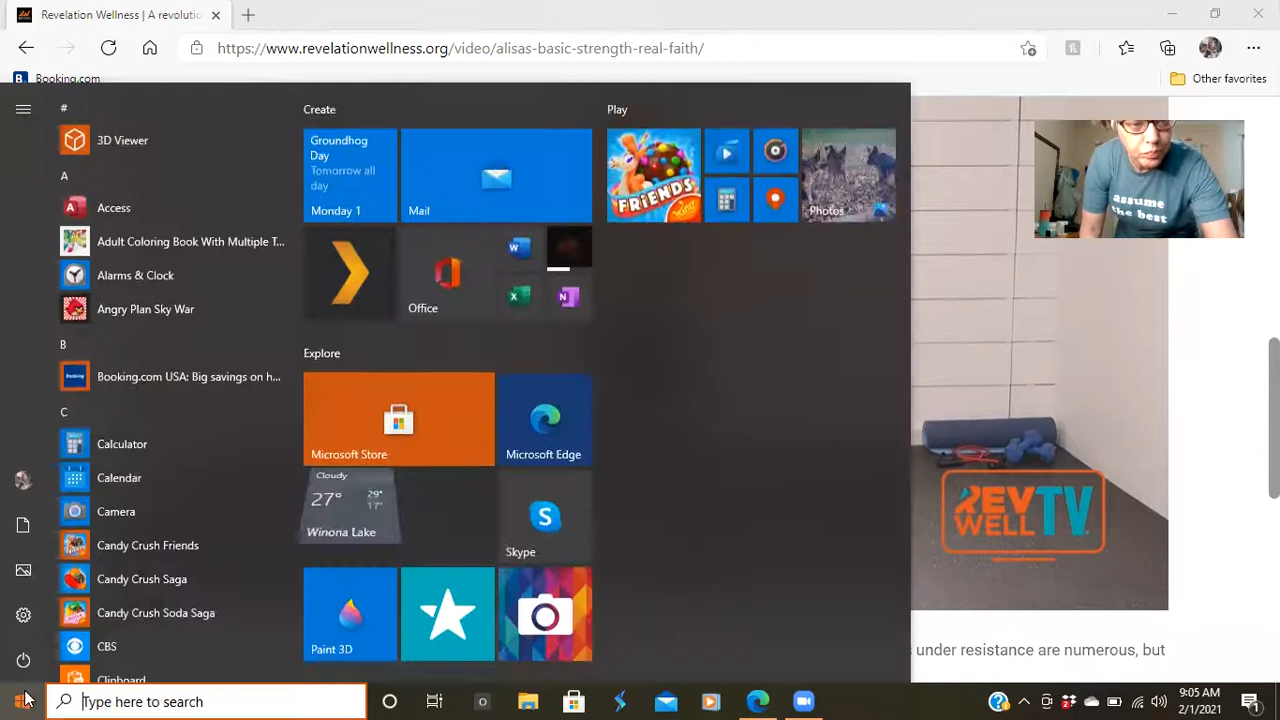 Revelation Wellness | A revolutio
https://www.revelationwellness.org/video/alisas-basic-strength-real-faith/
Booking.com
Other favorites
#
3D Viewer
A
Access
Adult Coloring Book With Multiple T...
Alarms & Clock
Angry Plan Sky War
B
Booking.com USA: Big savings on h...
C
Calculator
Calendar
Camera
Candy Crush Friends
Candy Crush Saga
Candy Crush Soda Saga
CBS
Clipboard
Create
Groundhog
Day
Tomorrow all
day
Monday 1
Mail
Office
Explore
Microsoft Store
Microsoft Edge
Cloudy
27° 29°
17°
Winona Lake
Skype
Paint 3D
Play
FRIENDS
King
Photos
assume
the best
REV
WELL TV
under resistance are numerous, but
Type here to search
9:05 AM
2/1/2021